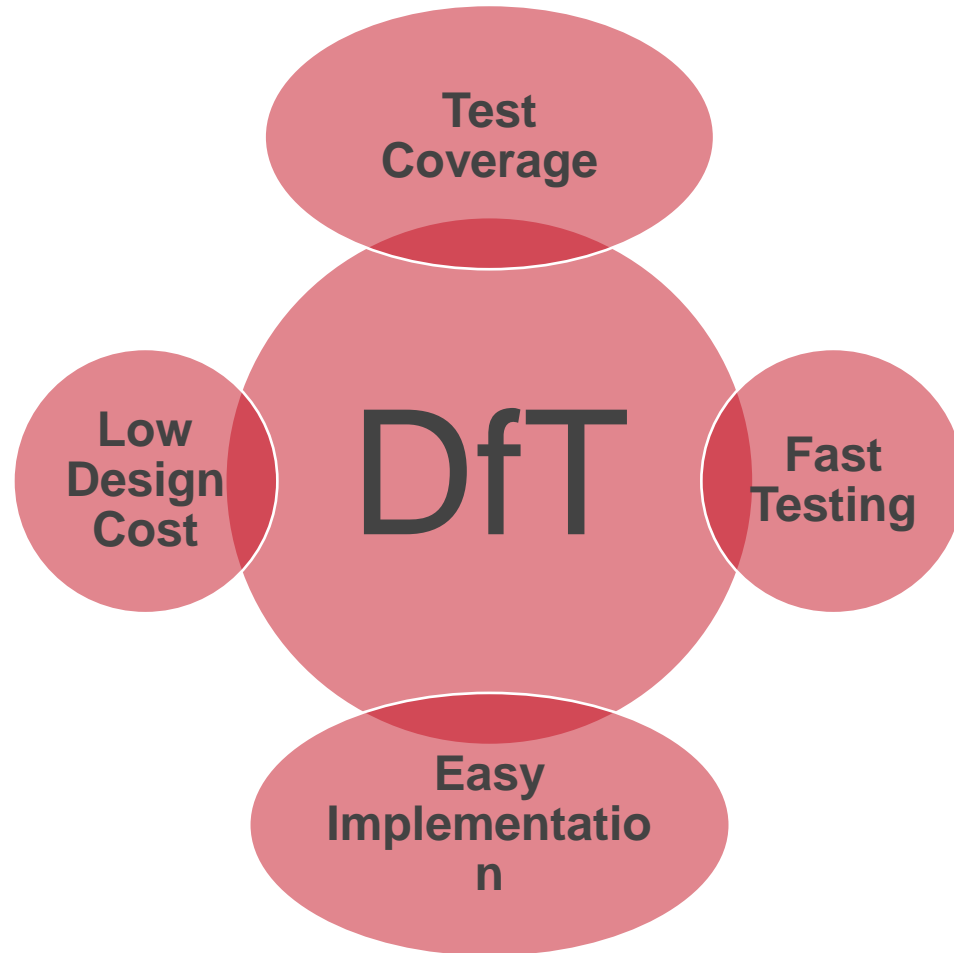 Test
Coverage
Low
Design
Cost
DfT
Fast
Testing
Easy
Implementatio
n